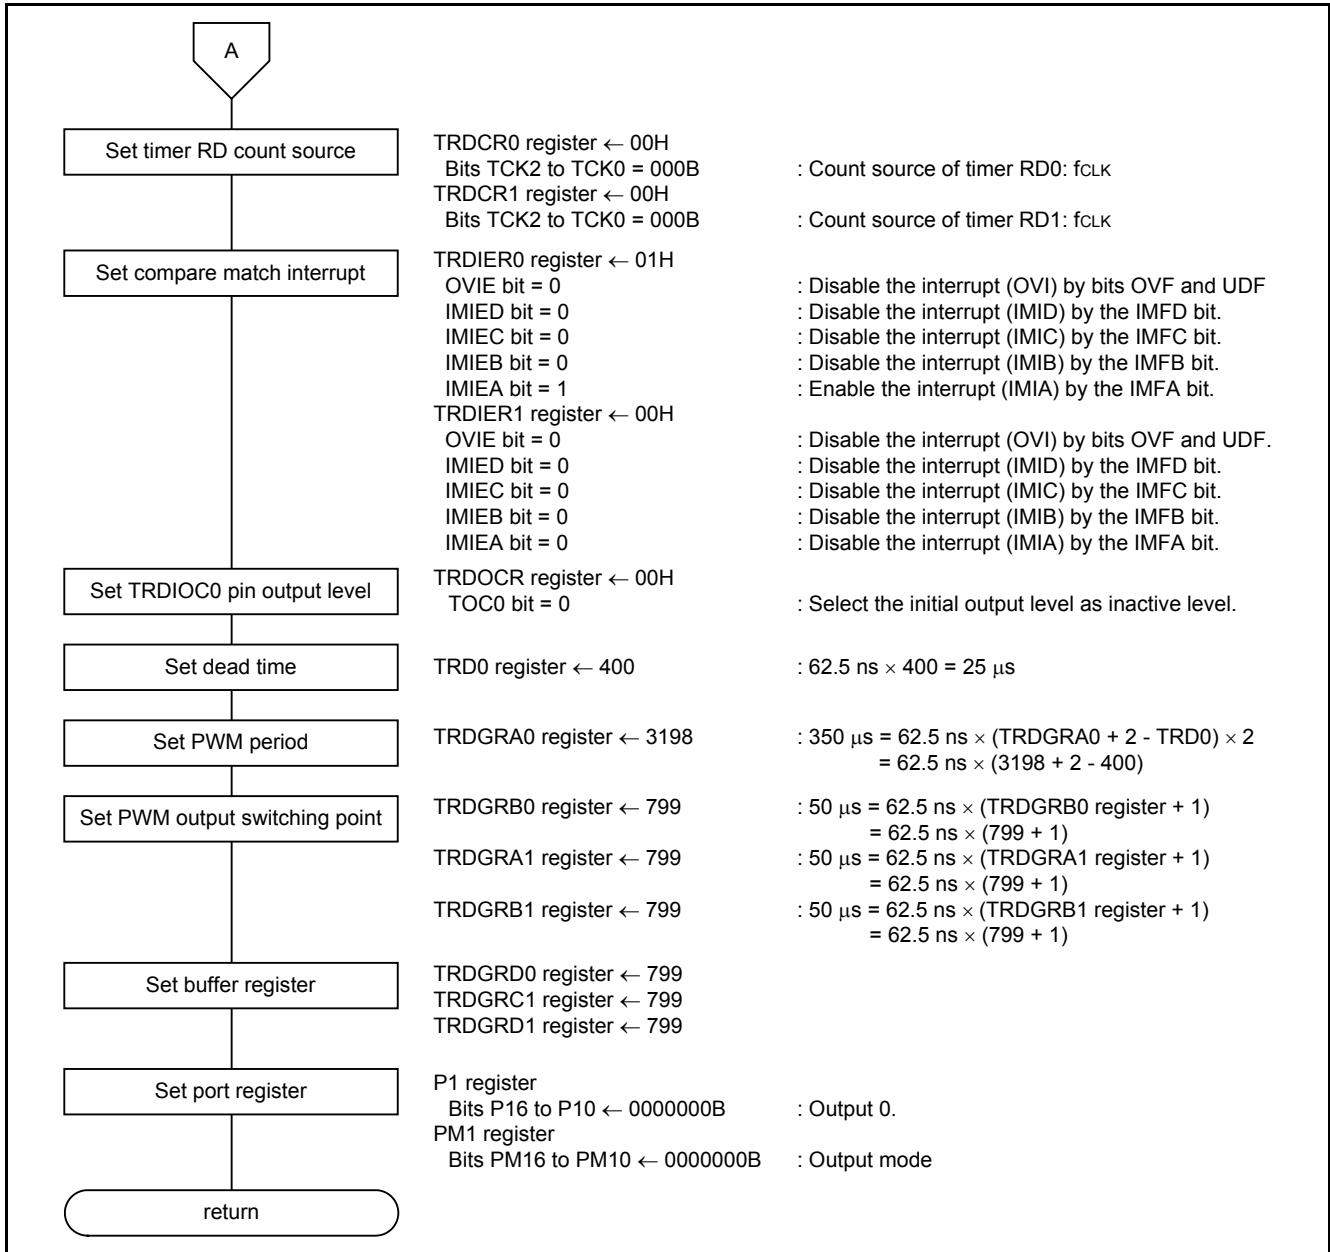 A
Set timer RD count source
TRDCR0 register ← 00H
Bits TCK2 to TCK0 = 000B : Count source of timer RD0: fCLK
TRDCR1 register ← 00H
Bits TCK2 to TCK0 = 000B : Count source of timer RD1: fCLK
Set compare match interrupt
TRDIER0 register ← 01H
OVIE bit = 0 : Disable the interrupt (OVI) by bits OVF and UDF
IMIED bit = 0 : Disable the interrupt (IMID) by the IMFD bit.
IMIEC bit = 0 : Disable the interrupt (IMIC) by the IMFC bit.
IMIEB bit = 0 : Disable the interrupt (IMIB) by the IMFB bit.
IMIEA bit = 1 : Enable the interrupt (IMIA) by the IMFA bit.
TRDIER1 register ← 00H
OVIE bit = 0 : Disable the interrupt (OVI) by bits OVF and UDF.
IMIED bit = 0 : Disable the interrupt (IMID) by the IMFD bit.
IMIEC bit = 0 : Disable the interrupt (IMIC) by the IMFC bit.
IMIEB bit = 0 : Disable the interrupt (IMIB) by the IMFB bit.
IMIEA bit = 0 : Disable the interrupt (IMIA) by the IMFA bit.
Set TRDIOC0 pin output level
TRDOCR register ← 00H
TOC0 bit = 0 : Select the initial output level as inactive level.
Set dead time
TRD0 register ← 400 : 62.5 ns × 400 = 25 μs
Set PWM period
TRDGRA0 register ← 3198 : 350 μs = 62.5 ns × (TRDGRA0 + 2 - TRD0) × 2
= 62.5 ns × (3198 + 2 - 400)
Set PWM output switching point
TRDGRB0 register ← 799 : 50 μs = 62.5 ns × (TRDGRB0 register + 1)
= 62.5 ns × (799 + 1)
TRDGRA1 register ← 799 : 50 μs = 62.5 ns × (TRDGRA1 register + 1)
= 62.5 ns × (799 + 1)
TRDGRB1 register ← 799 : 50 μs = 62.5 ns × (TRDGRB1 register + 1)
= 62.5 ns × (799 + 1)
Set buffer register
TRDGRD0 register ← 799
TRDGRC1 register ← 799
TRDGRD1 register ← 799
Set port register
P1 register
Bits P16 to P10 ← 0000000B : Output 0.
PM1 register
Bits PM16 to PM10 ← 0000000B : Output mode
return